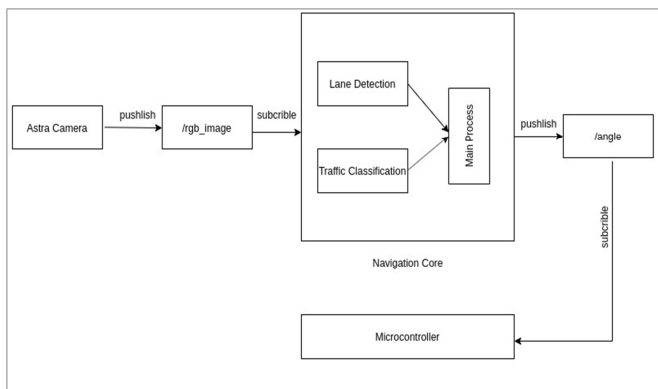 Lane Detection
pushlish
subcrible
pushlish
Astra Camera
/rgb_image
Main Process
/angle
Traffic Classification
subcrible
Navigation Core
Microcontroller